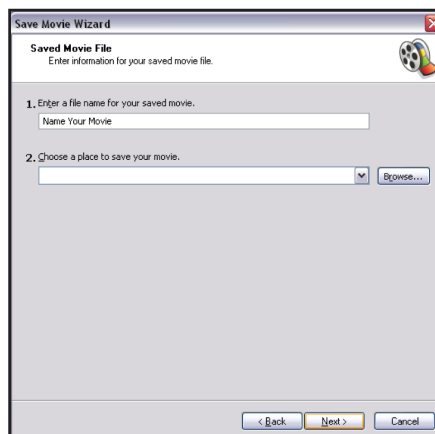 Save Movie Wizard
Saved Movie File
Enter information for your saved movie file.
1. Enter a file name for your saved movie.
Name Your Movie
2. Choose a place to save your movie.
Browse...
< Back Next > Cancel